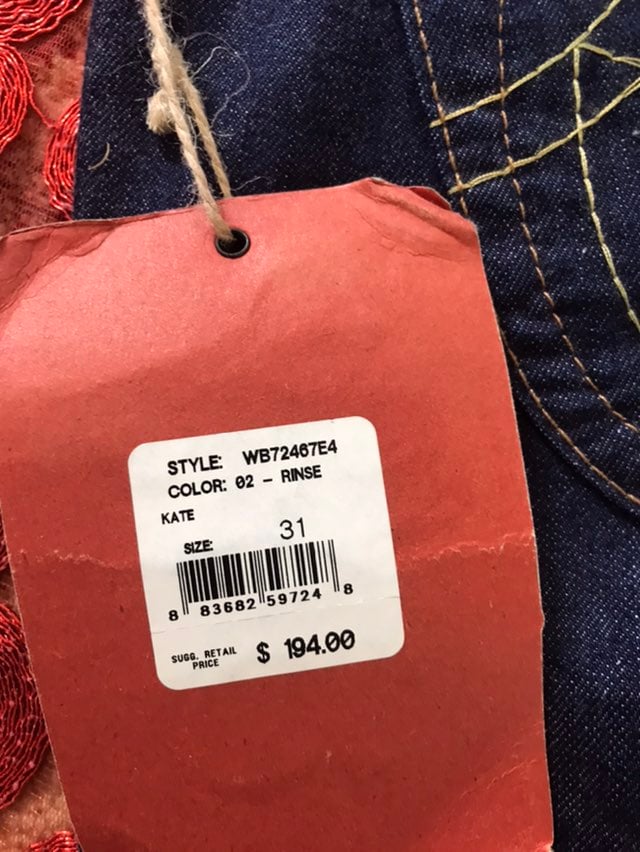 STYLE: WB72467E4
COLOR: 02 - RINSE
KATE
SIZE: 31
8 83682 59724 8
SUGG. RETAIL PRICE $ 194.00